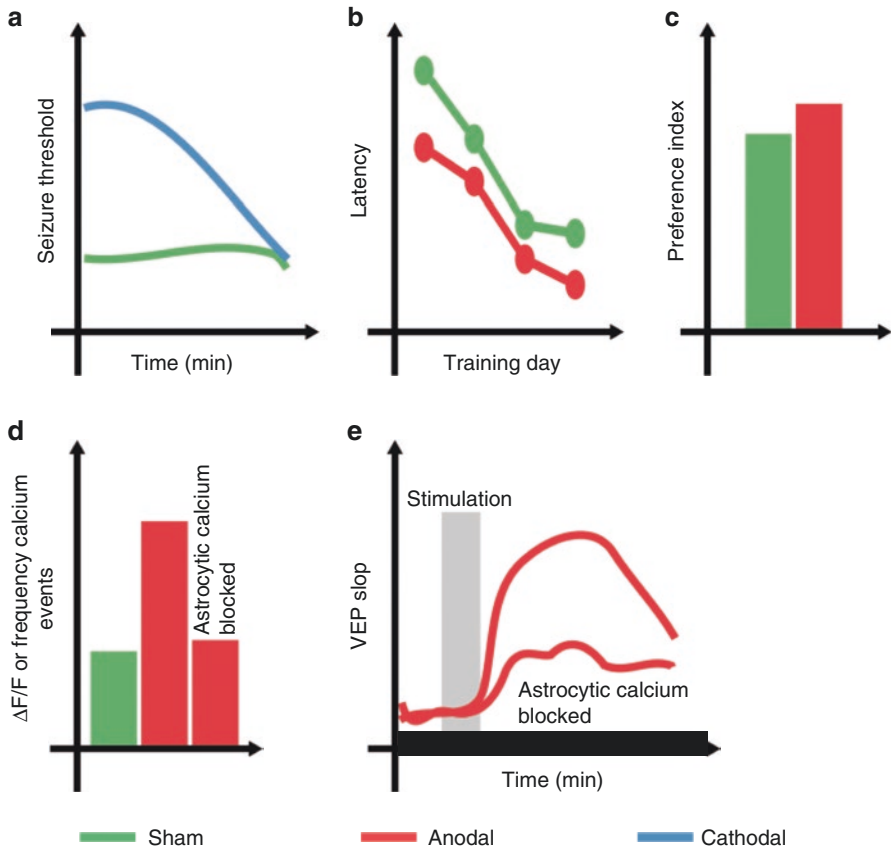 a
Seizure threshold
Time (min)
b
Latency
Training day
c
Preference index
d
ΔF/F or frequency calcium
events
Astrocytic calcium
blocked
e
Stimulation
VEP slop
Astrocytic calcium
blocked
Time (min)
Sham
Anodal
Cathodal